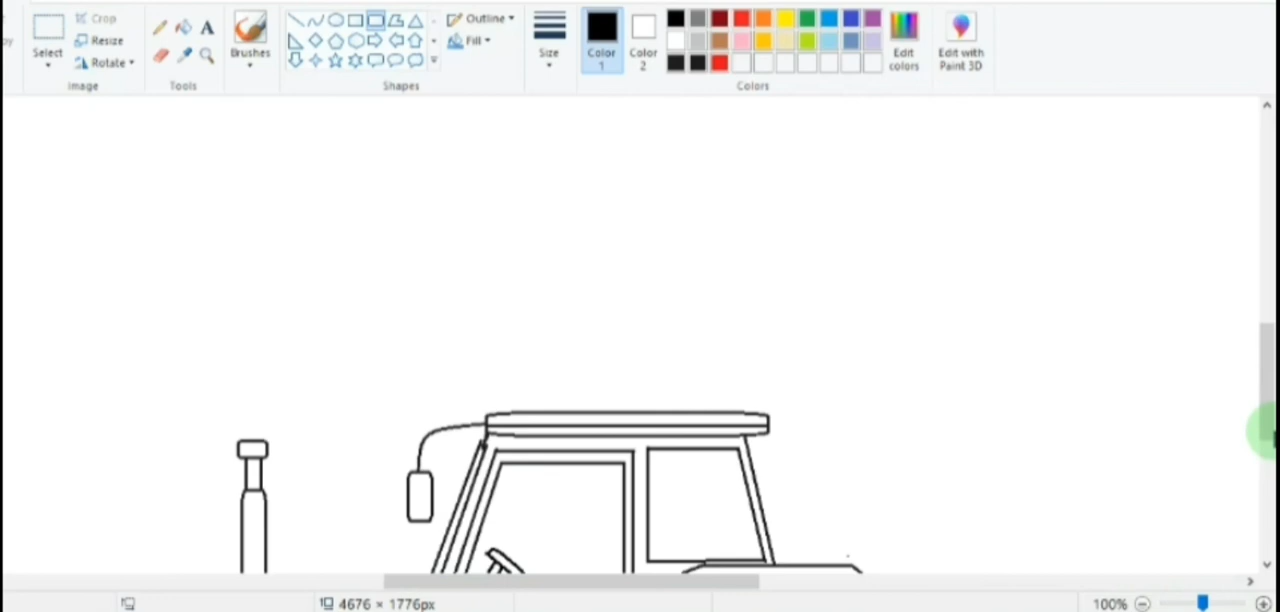 Crop
Outline
Select
Resize
Brushes
Size
Color
1
Color
2
Edit
colors
Edit with
Paint 3D
Rotate
Fill
Image
Tools
Shapes
Colors
4676 × 1776px
100%